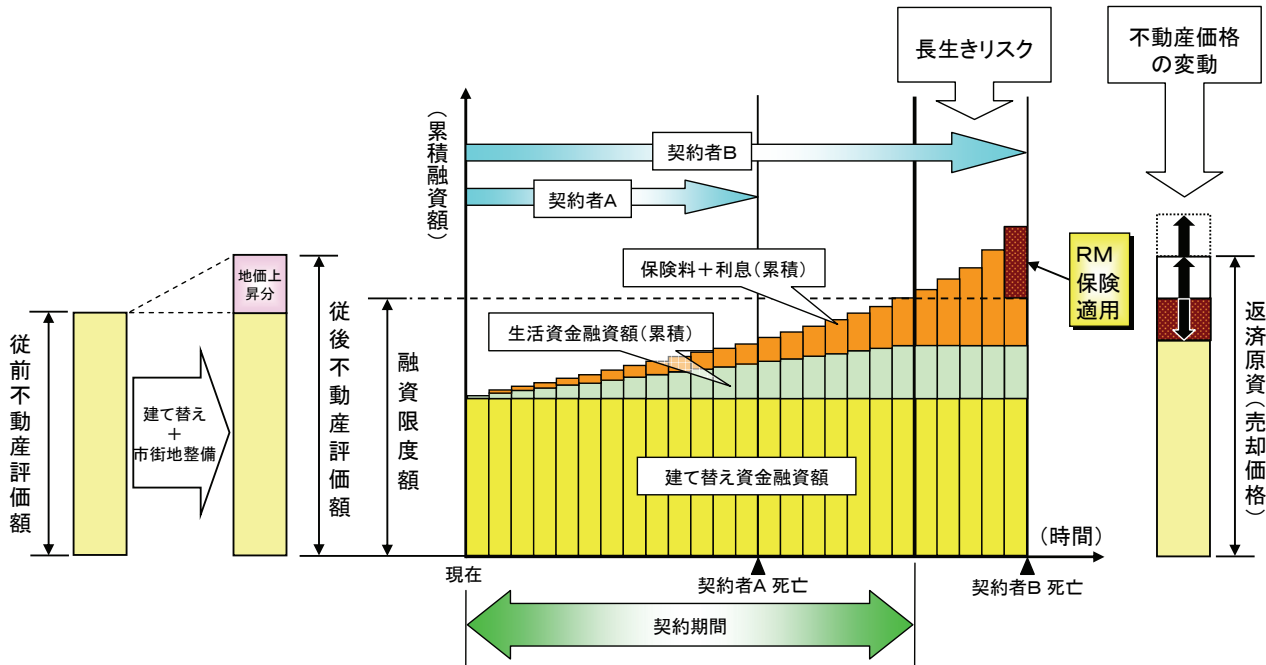 長生きリスク
不動産価格
の変動
（累積融資額）
契約者B
契約者A
地価上
昇分
保険料＋利息（累積）
RM
保険
適用
生活資金融資額（累積）
従前不動産評価額
建て替え
＋
市街地整備
従後不動産評価額
融資限度額
建て替え資金融資額
返済原資（売却価格）
（時間）
現在
契約者A 死亡
契約者B 死亡
契約期間